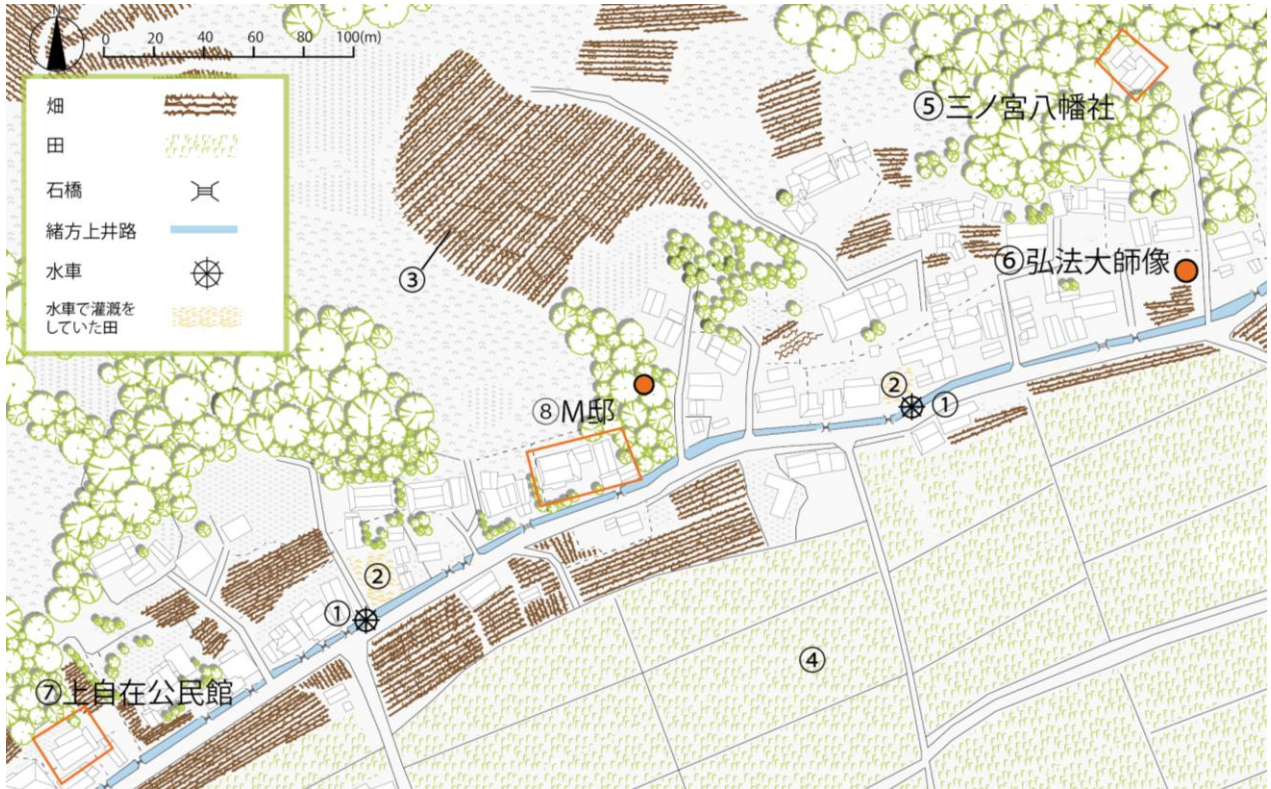 0 20 40 60 80 100(m)
畑
田
石橋
緒方上井路
水車
水車で灌漑を
していた田
⑤三ノ宮八幡社
③
⑥弘法大師像
②
①
⑧M邸
②
①
④
⑦上自在公民館